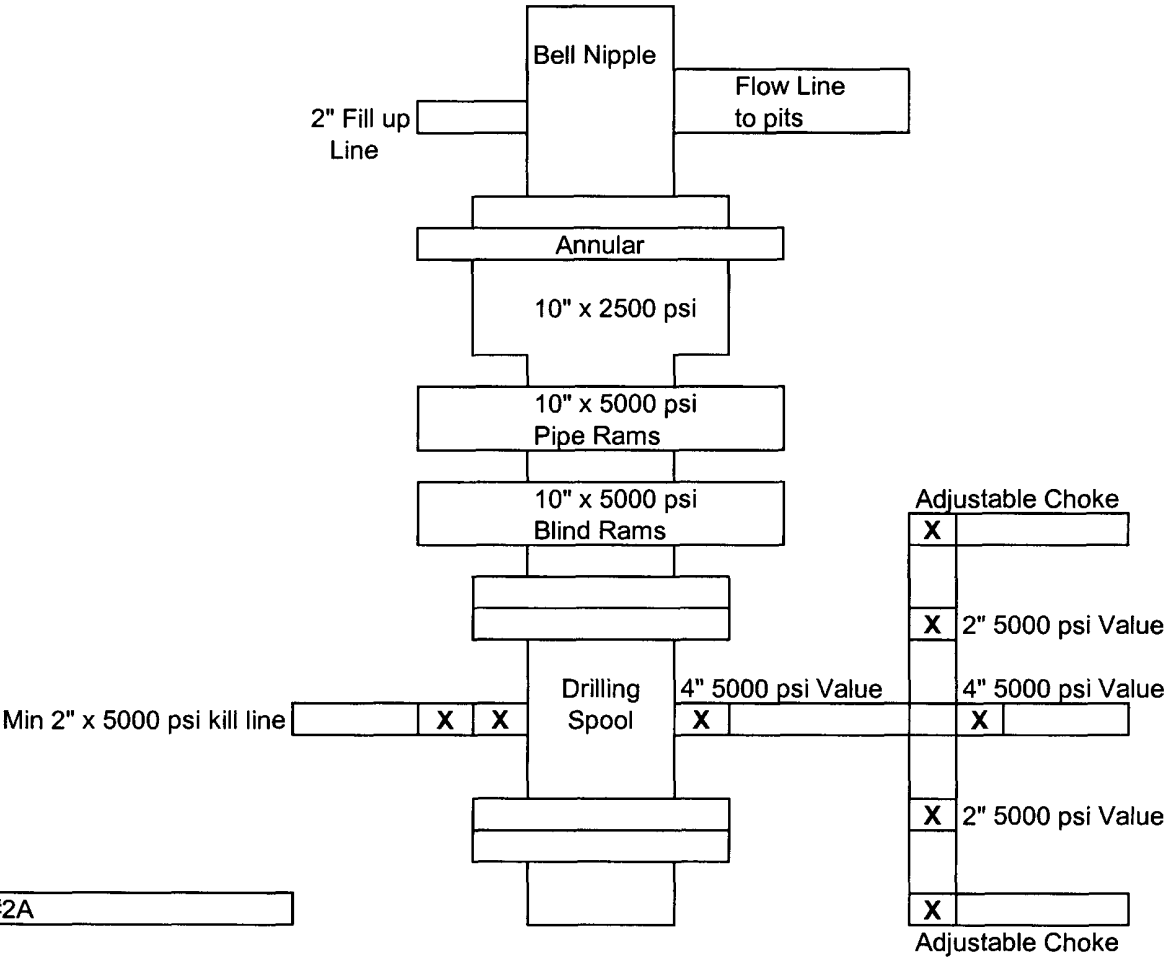 Bell Nipple
Flow Line
to pits
2" Fill up
Line
Annular
10" x 2500 psi
10" x 5000 psi
Pipe Rams
10" x 5000 psi
Blind Rams
Adjustable Choke
X
X 2" 5000 psi Value
Drilling
Spool
4" 5000 psi Value
4" 5000 psi Value
Min 2" x 5000 psi kill line
X X
X
X
X 2" 5000 psi Value
2A
X
Adjustable Choke